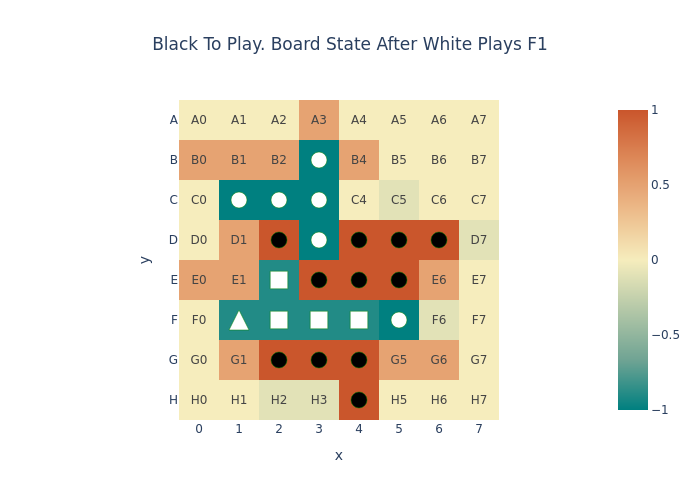 Black To Play. Board State After White Plays F1
A A0 A1 A2 A3 A4 A5 A6 A7
B B0 B1 B2 B4 B5 B6 B7
C C0 C4 C5 C6 C7
D D0 D1 D7
E E0 E1 E6 E7
F F0 F6 F7
G G0 G1 G5 G6 G7
H H0 H1 H2 H3 H5 H6 H7
0 1 2 3 4 5 6 7
x
y
1
0.5
0
−0.5
−1